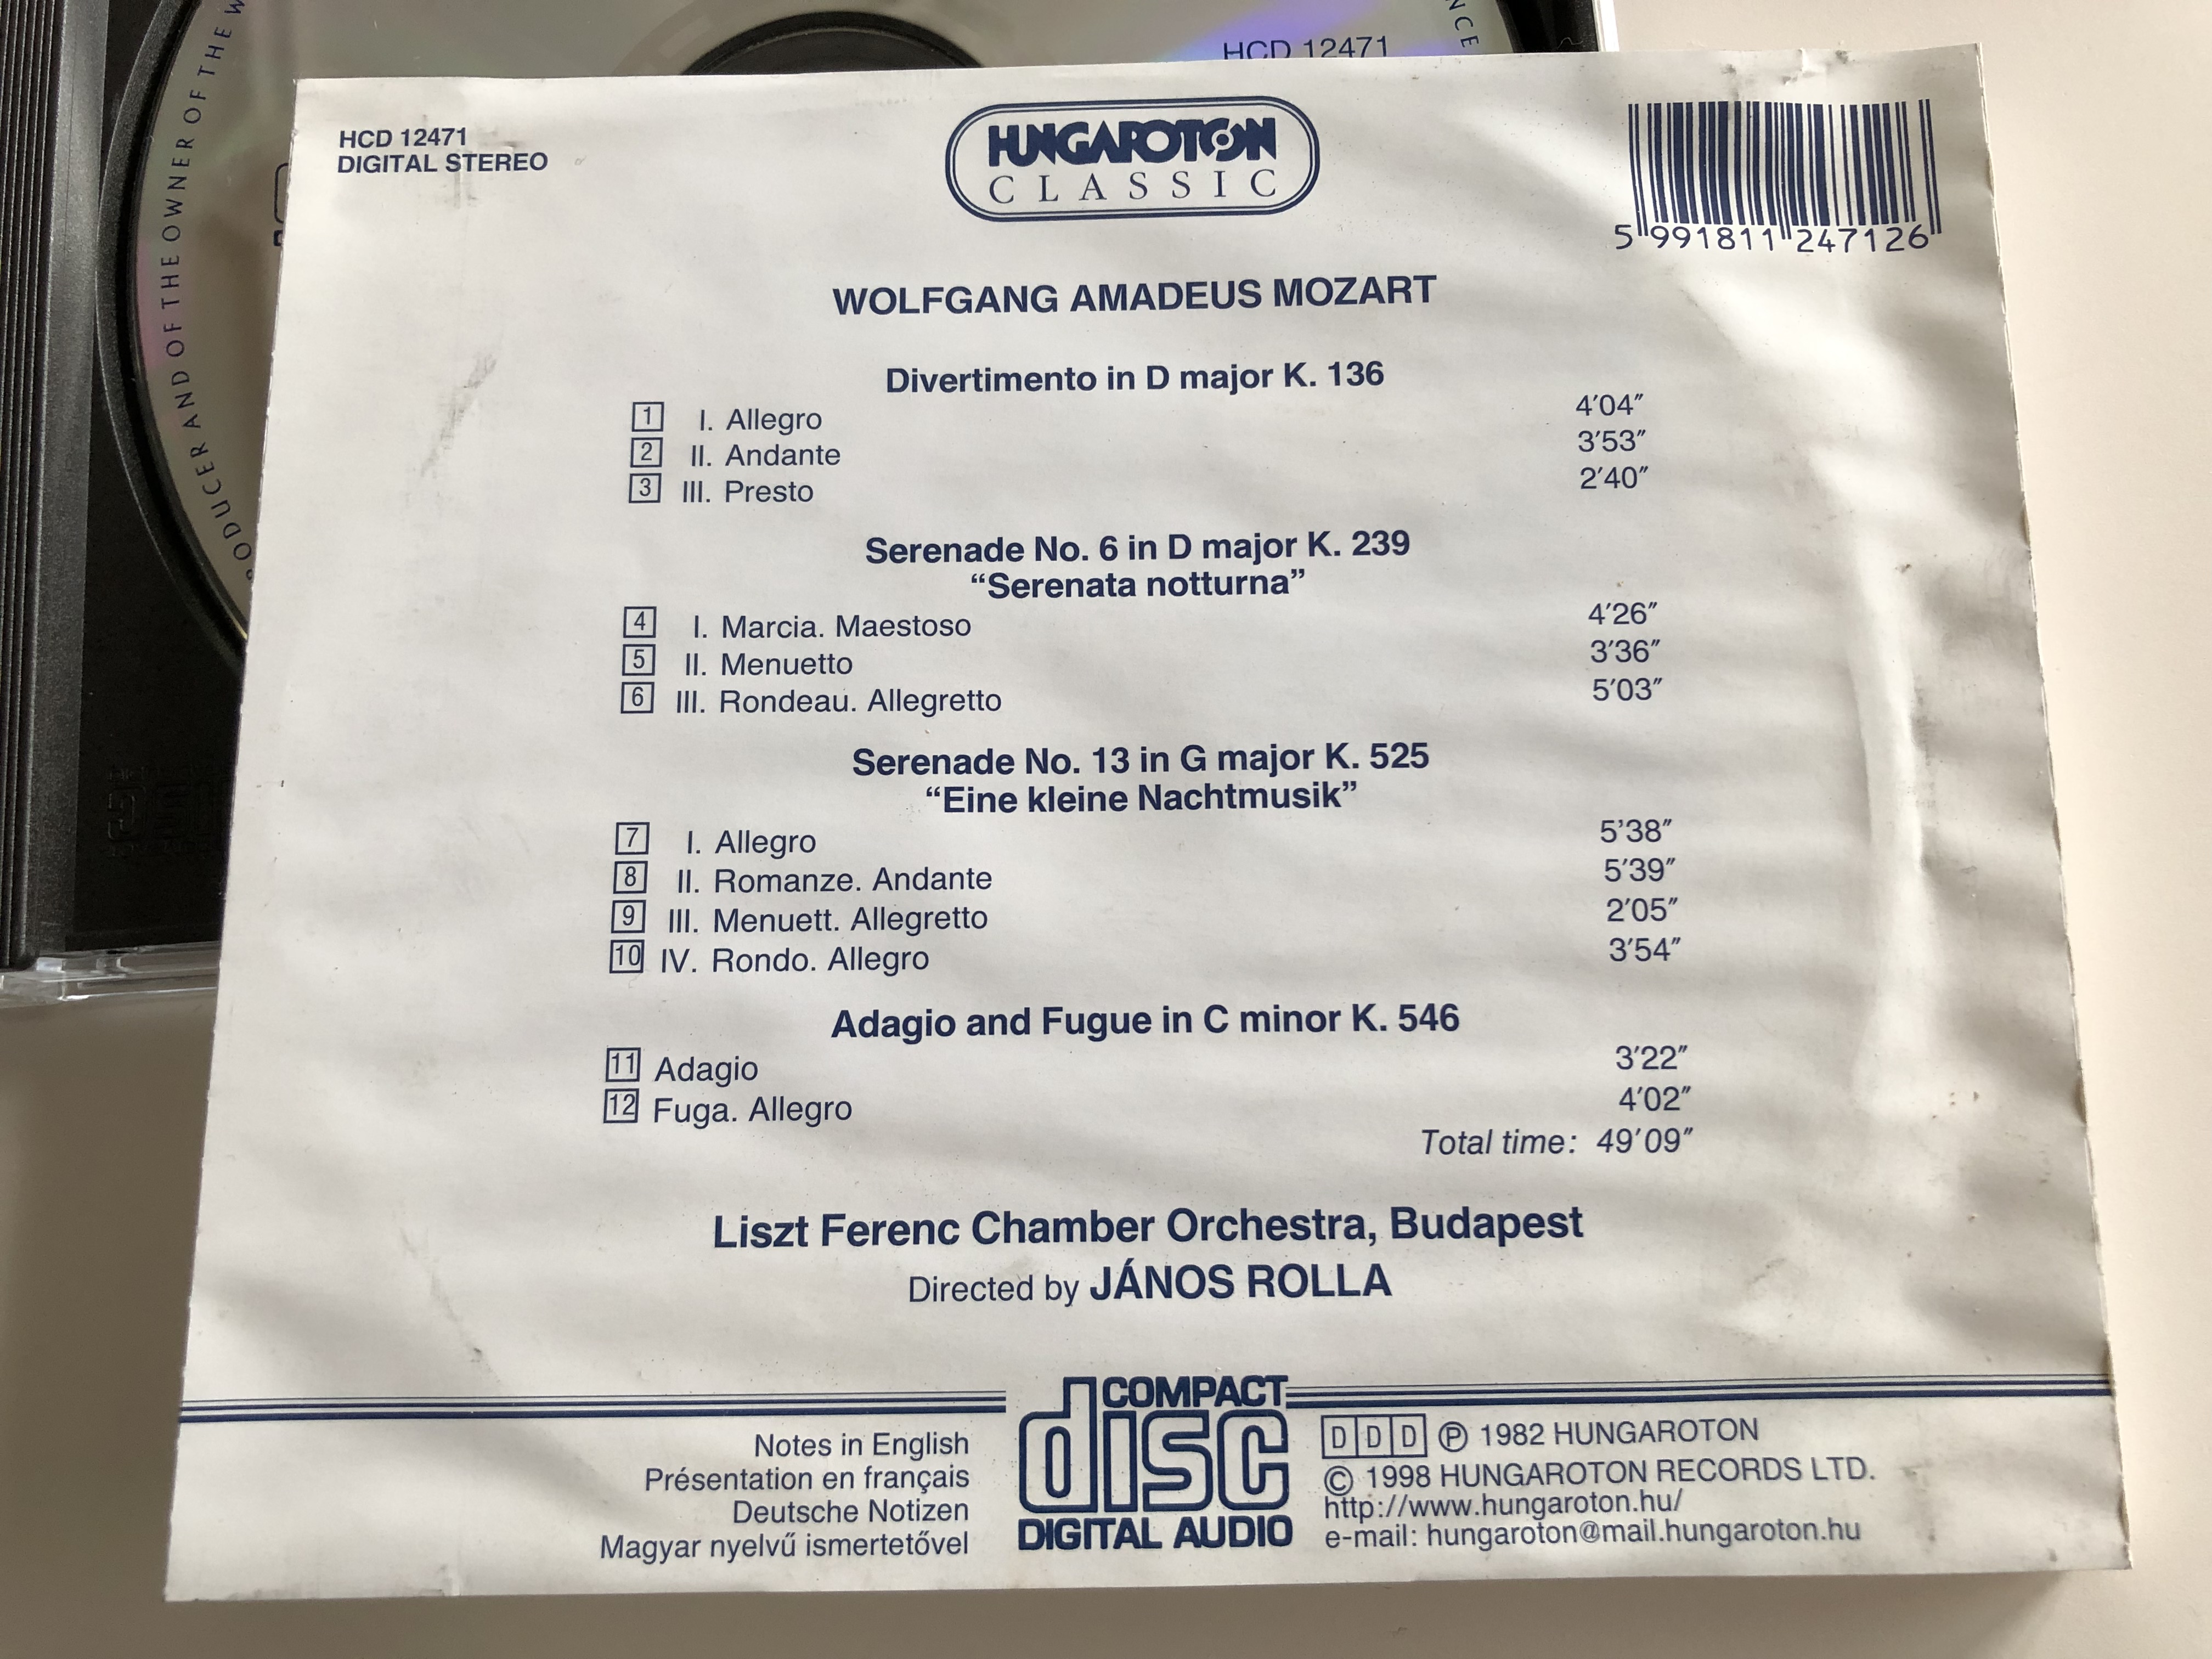 PRODUCER AND OF THE OWNER OF THE W
HCD 12471
HCD 12471
DIGITAL STEREO
HUNGAROTON
CLASSIC
5 991811 247126
WOLFGANG AMADEUS MOZART
Divertimento in D major K. 136
1 I. Allegro 4′04″
2 II. Andante 3′53″
3 III. Presto 2′40″
Serenade No. 6 in D major K. 239
“Serenata notturna”
4 I. Marcia. Maestoso 4′26″
5 II. Menuetto 3′36″
6 III. Rondeau. Allegretto 5′03″
Serenade No. 13 in G major K. 525
“Eine kleine Nachtmusik”
7 I. Allegro 5′38″
8 II. Romanze. Andante 5′39″
9 III. Menuett. Allegretto 2′05″
10 IV. Rondo. Allegro 3′54″
Adagio and Fugue in C minor K. 546
11 Adagio 3′22″
12 Fuga. Allegro 4′02″
Total time: 49′09″
Liszt Ferenc Chamber Orchestra, Budapest
Directed by JÁNOS ROLLA
Notes in English
Présentation en français
Deutsche Notizen
Magyar nyelvű ismertetővel
COMPACT
disc
DIGITAL AUDIO
DDD Ⓟ 1982 HUNGAROTON
© 1998 HUNGAROTON RECORDS LTD.
http://www.hungaroton.hu/
e-mail: hungaroton@mail.hungaroton.hu